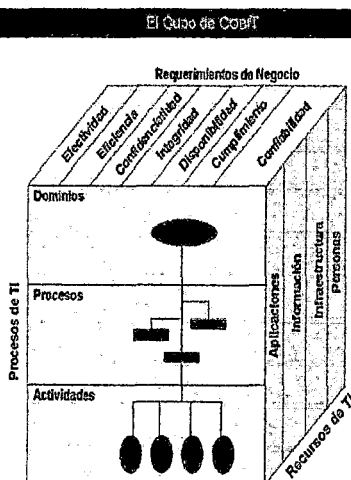 El Cubo de COBIT
Requerimientos de Negocio
Efectividad
Eficiencia
Confidencialidad
Integridad
Disponibilidad
Cumplimiento
Confiabilidad
Dominios
Procesos
Actividades
Procesos de TI
Aplicaciones
Información
Infraestructura
Personas
Recursos de TI